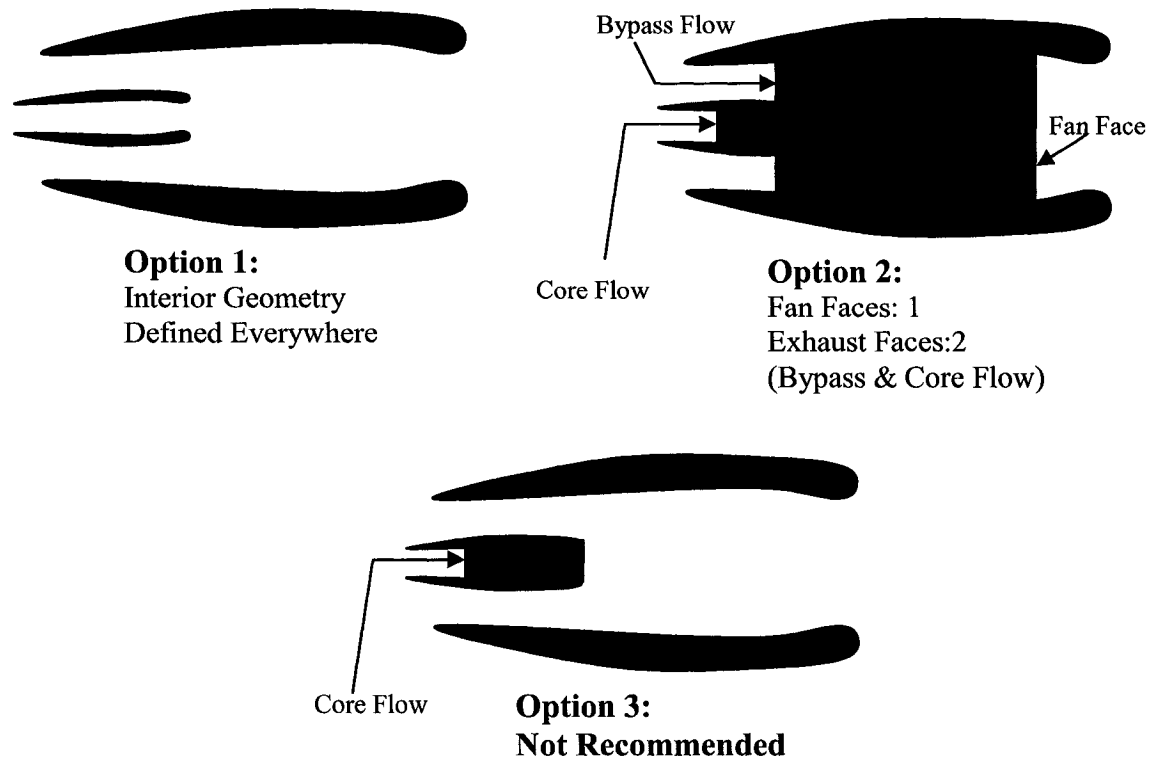 Option 1:
Interior Geometry
Defined Everywhere
Bypass Flow
Fan Face
Core Flow
Option 2:
Fan Faces: 1
Exhaust Faces:2
(Bypass & Core Flow)
Core Flow
Option 3:
Not Recommended